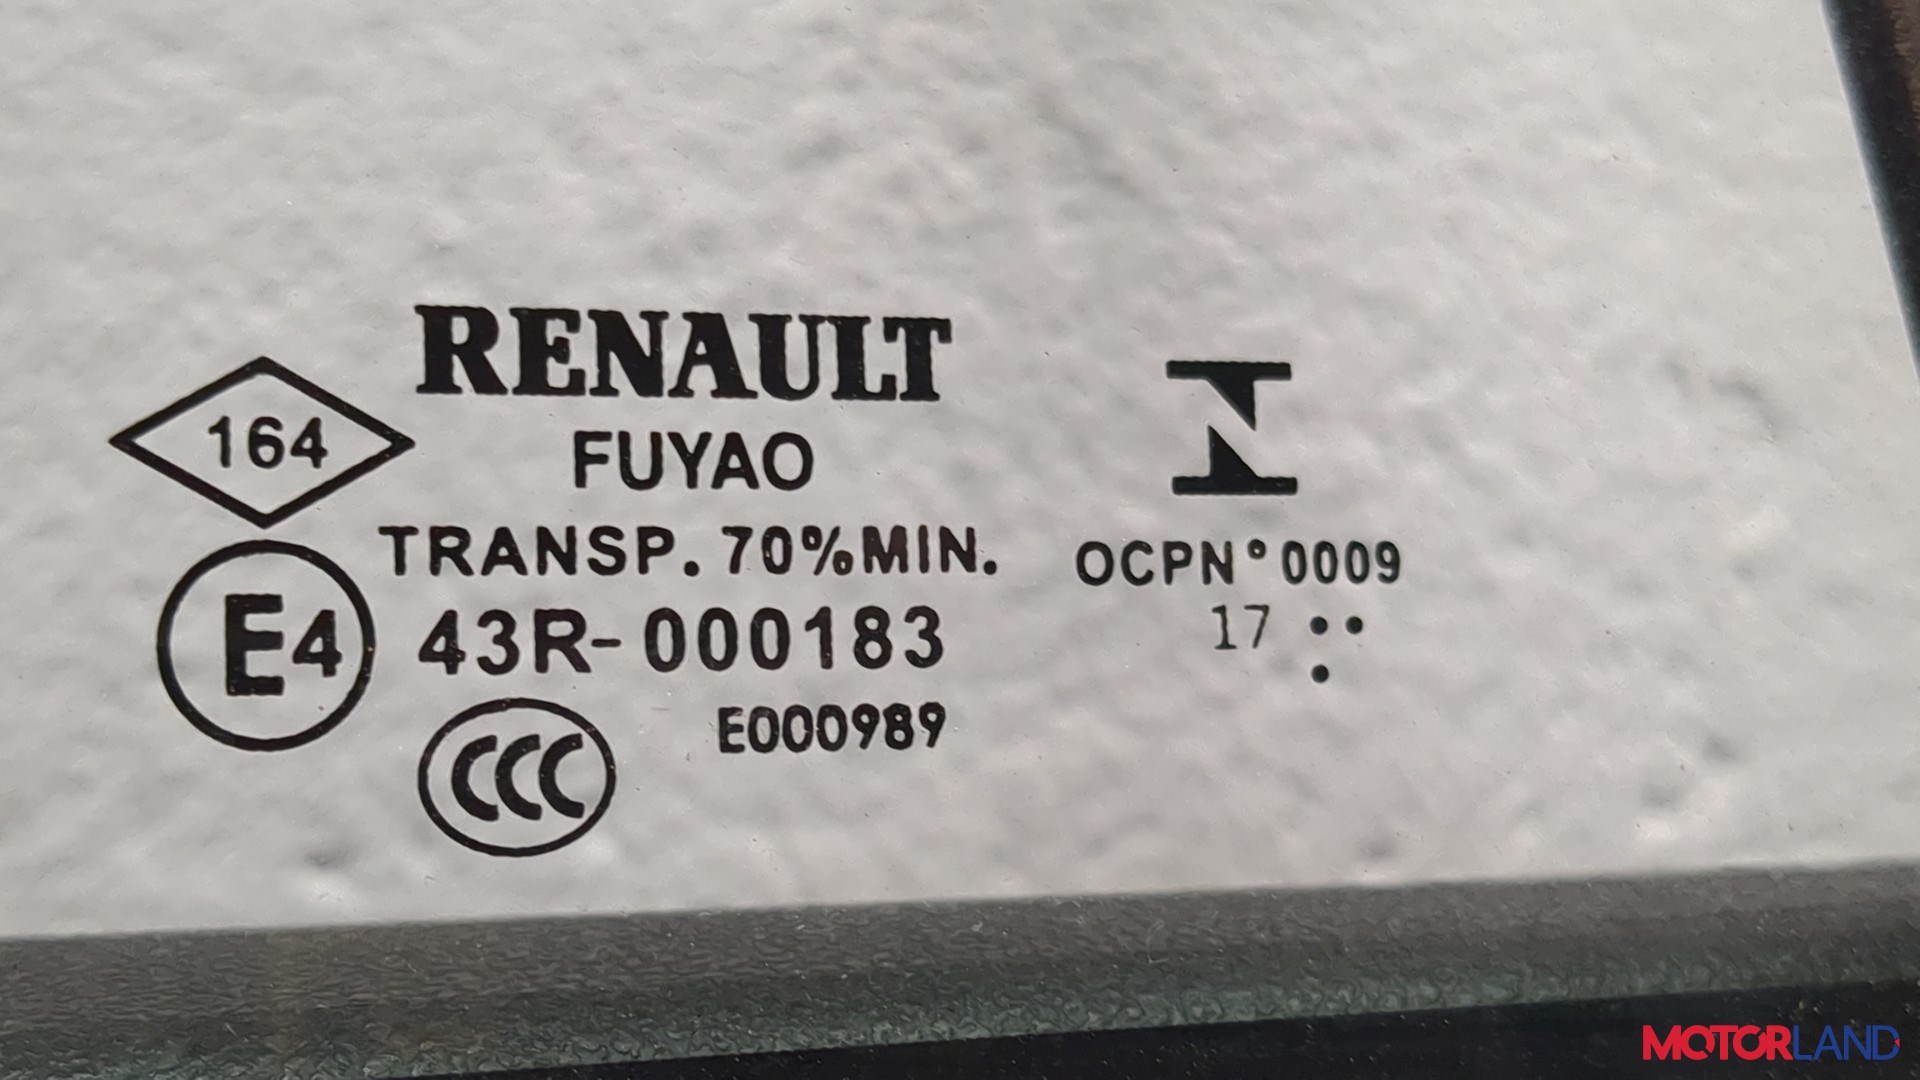 RENAULT
164
FUYAO
TRANSP. 70%MIN.
E4
43R-000183
CCC
E000989
N
OCPN°0009
17
MOTORLAND